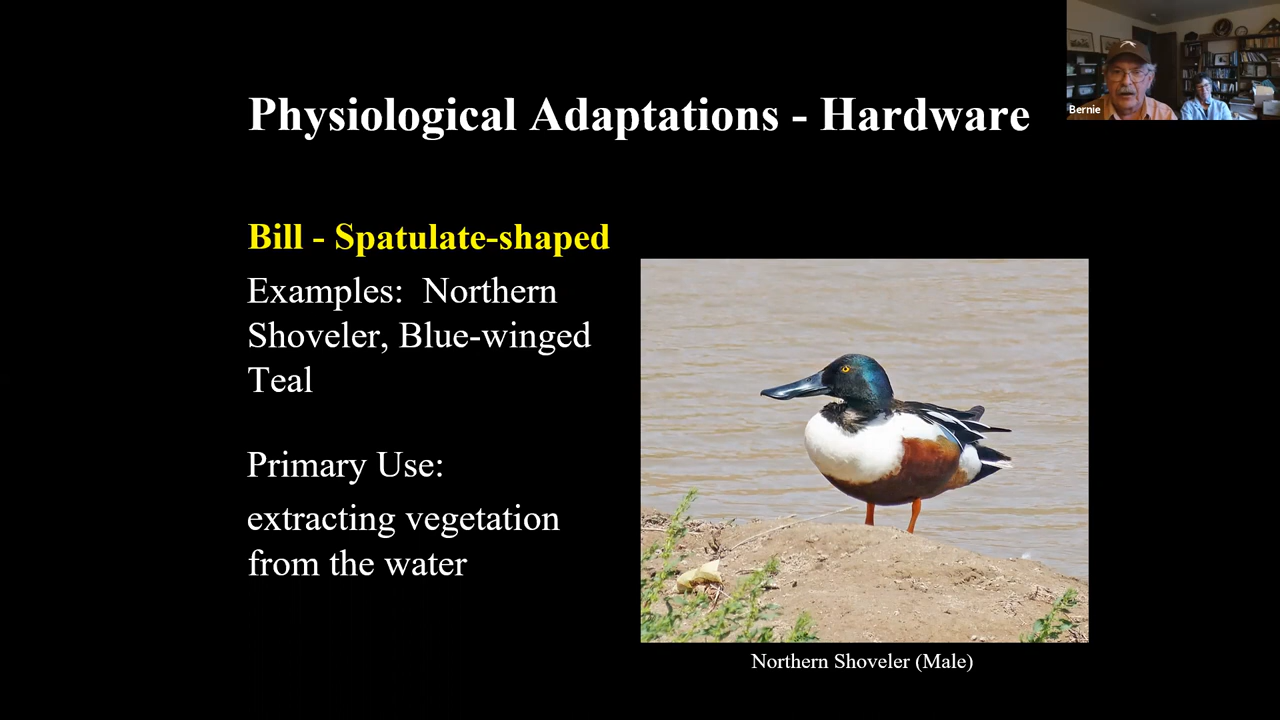 Physiological Adaptations - Hardware
Bernie
Bill - Spatulate-shaped
Examples: Northern
Shoveler, Blue-winged
Teal
Primary Use:
extracting vegetation
from the water
Northern Shoveler (Male)